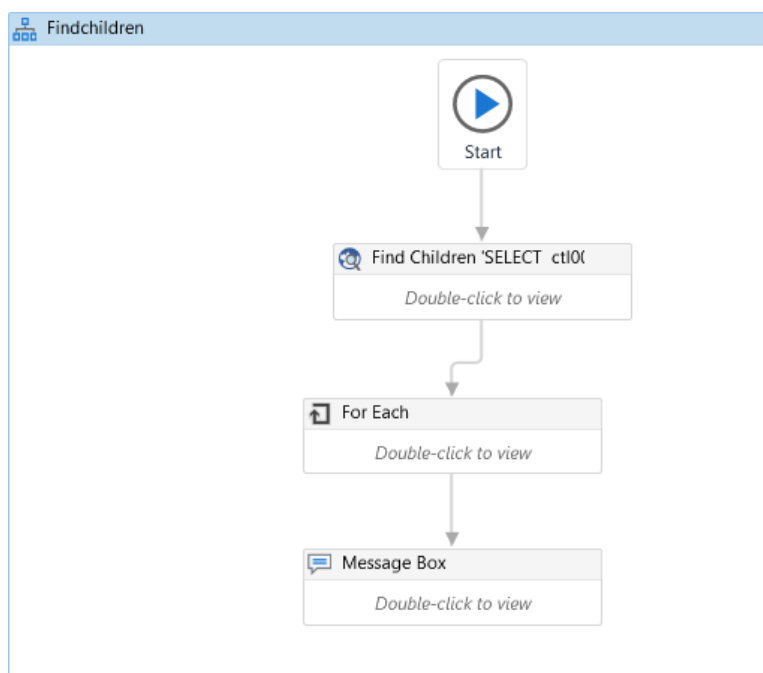 Findchildren
Start
Find Children 'SELECT ctl0(
Double-click to view
For Each
Double-click to view
Message Box
Double-click to view